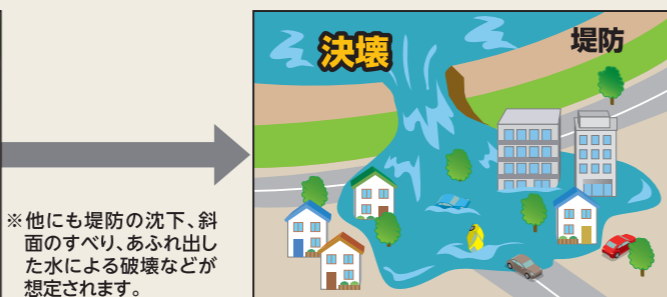 決壊
堤防
※他にも堤防の沈下、斜
面のすべり、あふれ出し
た水による破壊などが
想定されます。